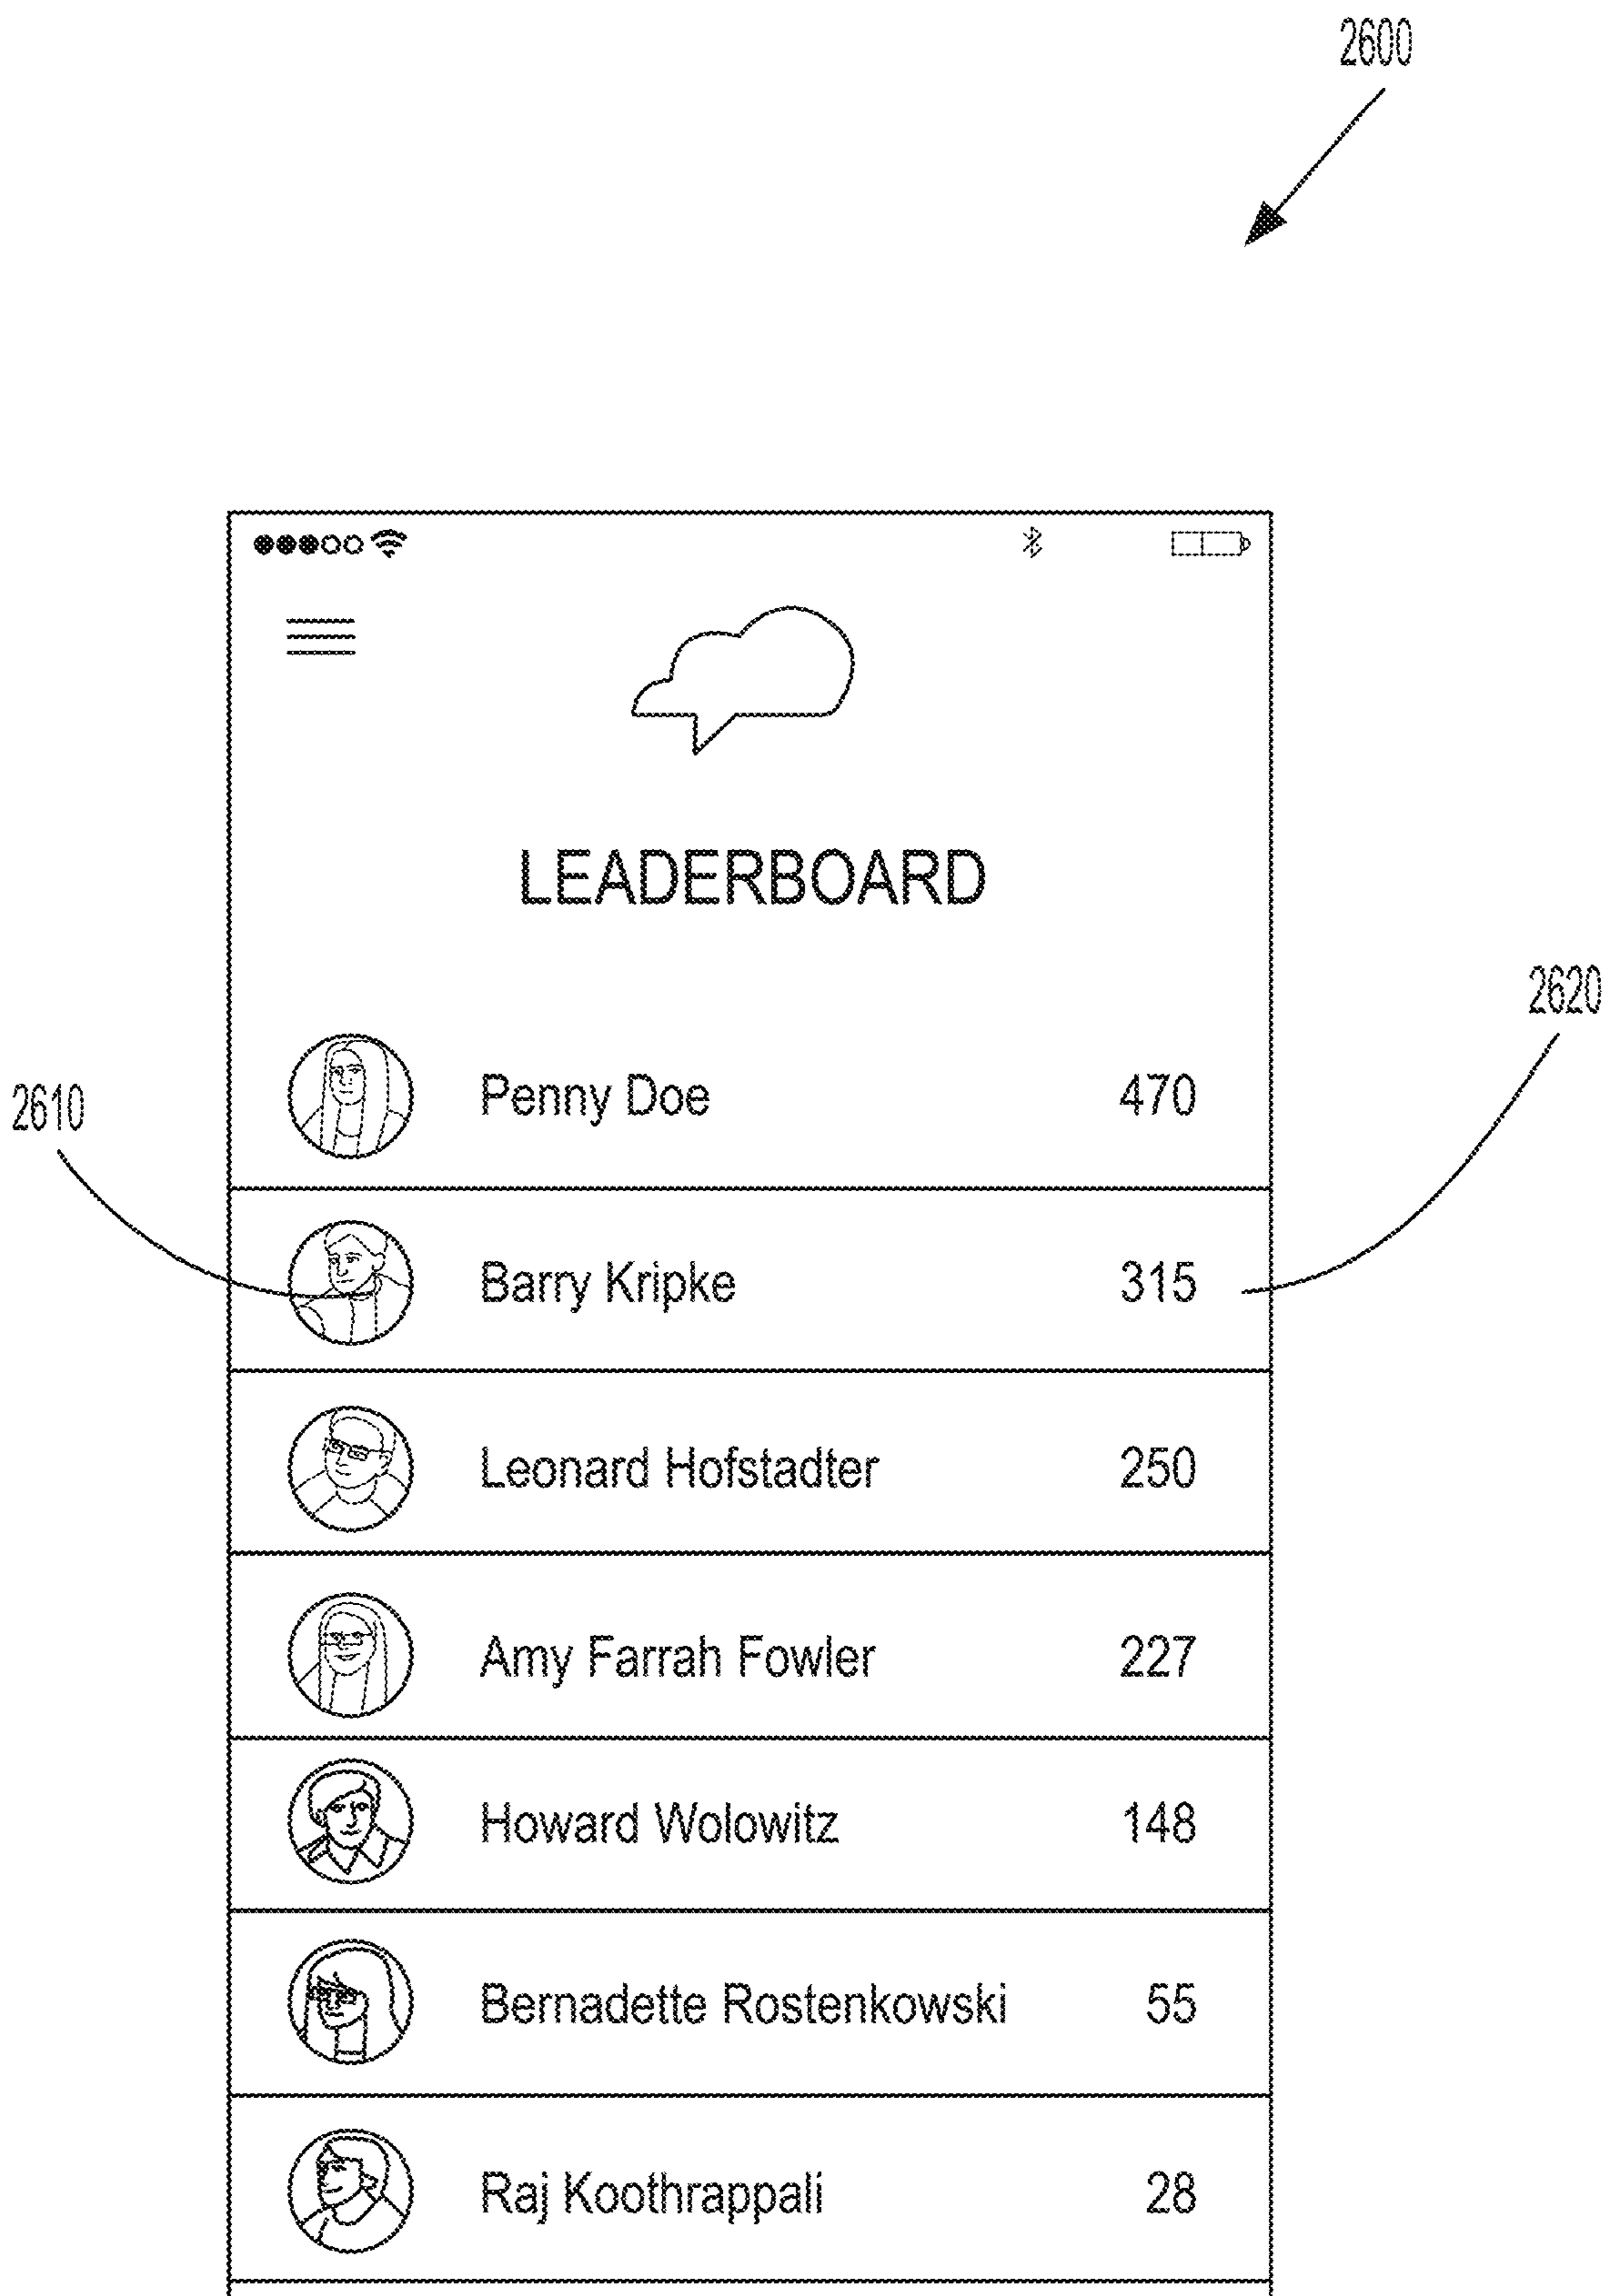 2600
LEADERBOARD
2620
2610
Penny Doe 470
Barry Kripke 315
Leonard Hofstadter 250
Amy Farrah Fowler 227
Howard Wolowitz 148
Bernadette Rostenkowski 55
Raj Koothrappali 28